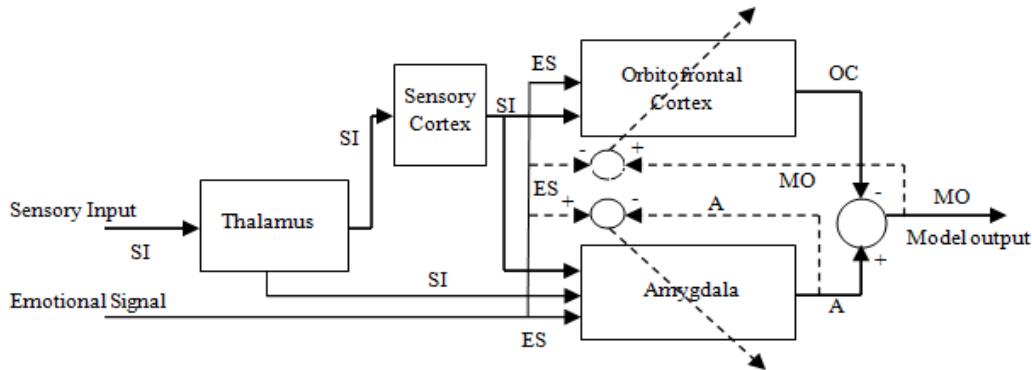 ES
Orbitofrontal
Cortex
OC
Sensory
Cortex
SI
SI
-
+
-
ES
MO
MO
Sensory Input
SI
Thalamus
+
-
A
Model output
+
SI
Amygdala
A
Emotional Signal
ES